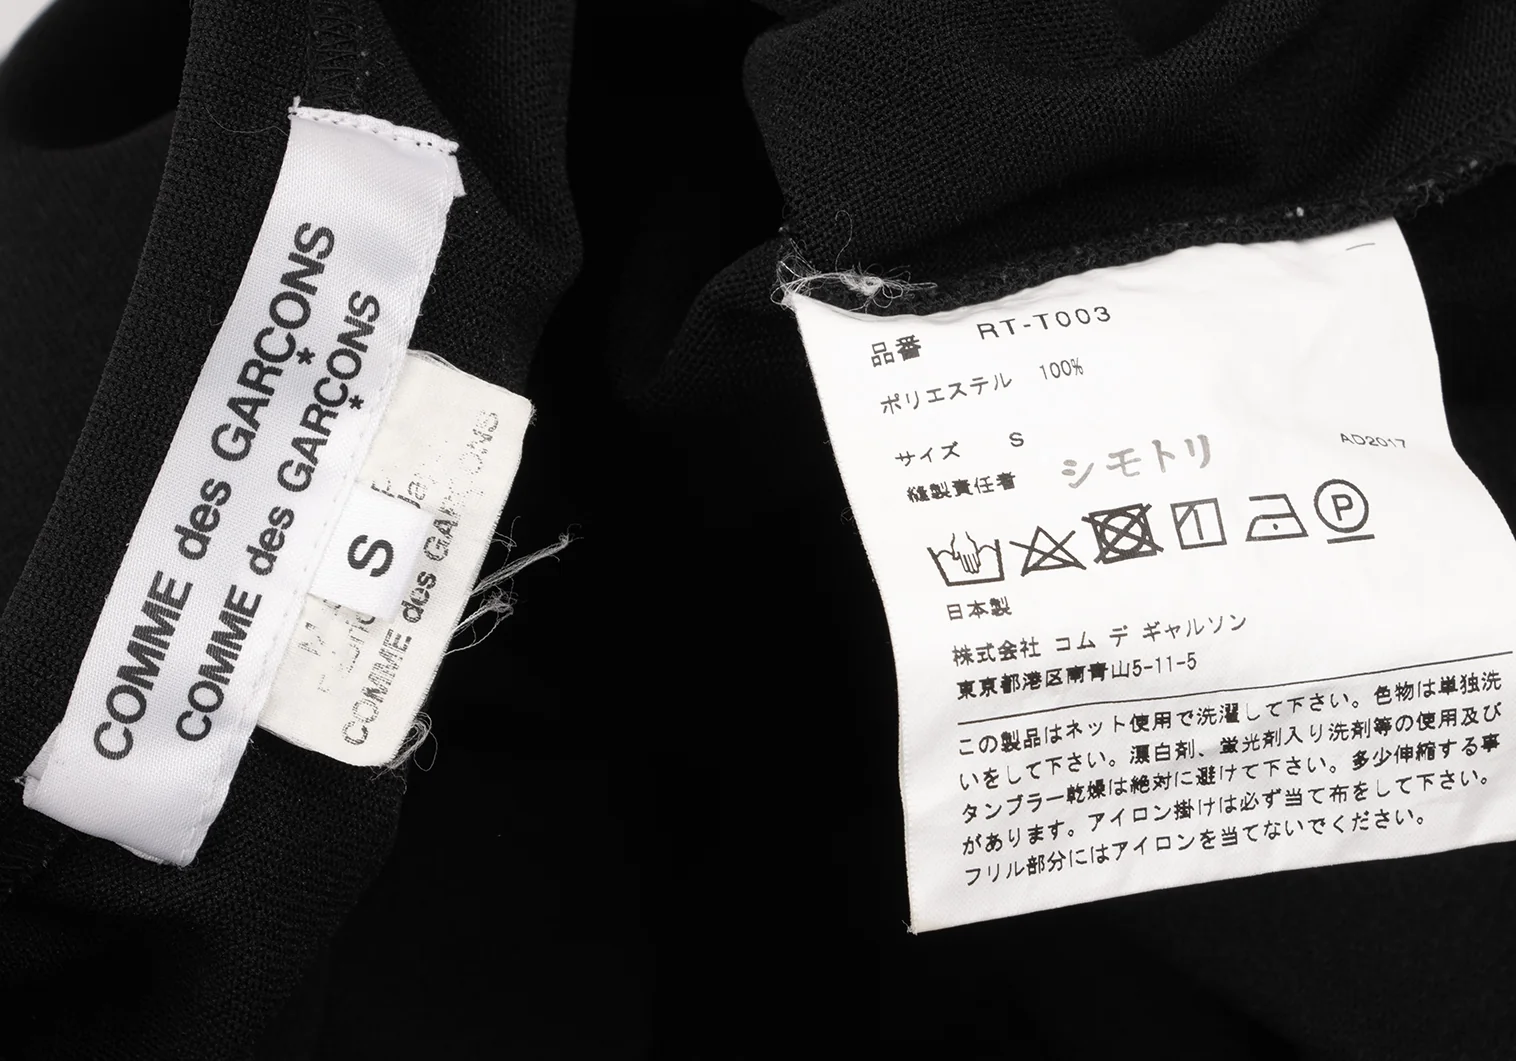 COMME des GARÇONS
COMME des GARÇONS
S
COMME des GARÇONS
品番 RT-T003
ポリエステル 100%
サイズ S
AD2017
縫製責任者 シモトリ
P
日本製
株式会社 コム デ ギャルソン
東京都港区南青山5-11-5
この製品はネット使用で洗濯して下さい。色物は単独洗
いをして下さい。漂白剤、蛍光剤入り洗剤等の使用及び
タンブラー乾燥は絶対に避けて下さい。多少伸縮する事
があります。アイロン掛けは必ず当て布をして下さい。
フリル部分にはアイロンを当てないでください。